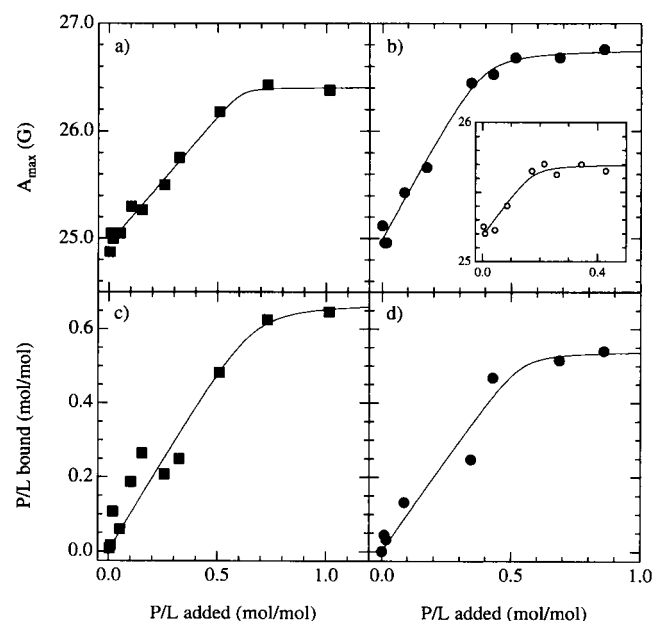 27.0
26.0
25.0
A_max (G)
a)
b)
26
25
0.0 0.4
0.6
0.4
0.2
0.0
P/L bound (mol/mol)
c)
d)
0.0 0.5 1.0
0.0 0.5 1.0
P/L added (mol/mol) P/L added (mol/mol)